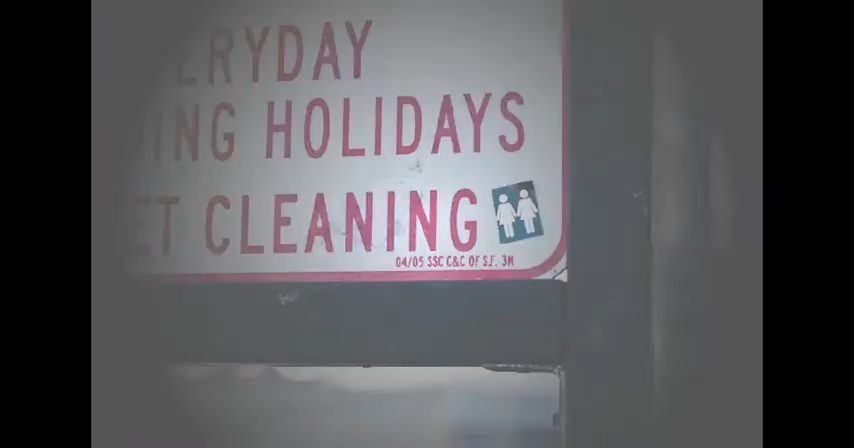 ERYDAY
ING HOLIDAYS
ET CLEANING
04/05 SSC C&C OF S.F. 3M